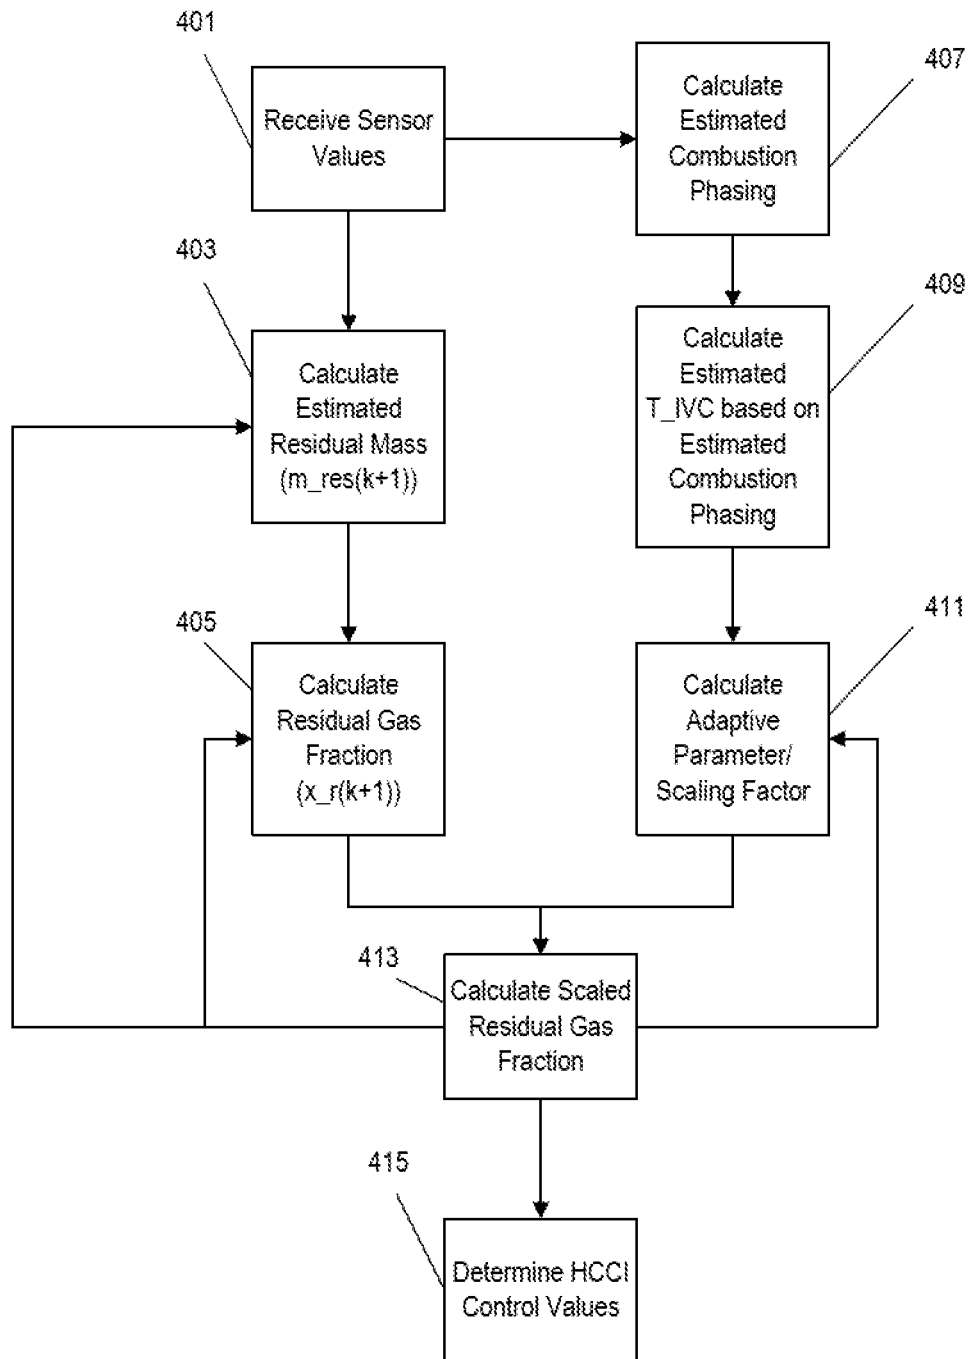 401
Receive Sensor
Values
407
Calculate
Estimated
Combustion
Phasing
403
Calculate
Estimated
Residual Mass
(m_res(k+1))
409
Calculate
Estimated
T_IVC based on
Estimated
Combustion
Phasing
405
Calculate
Residual Gas
Fraction
(x_r(k+1))
411
Calculate
Adaptive
Parameter/
Scaling Factor
413
Calculate Scaled
Residual Gas
Fraction
415
Determine HCCI
Control Values